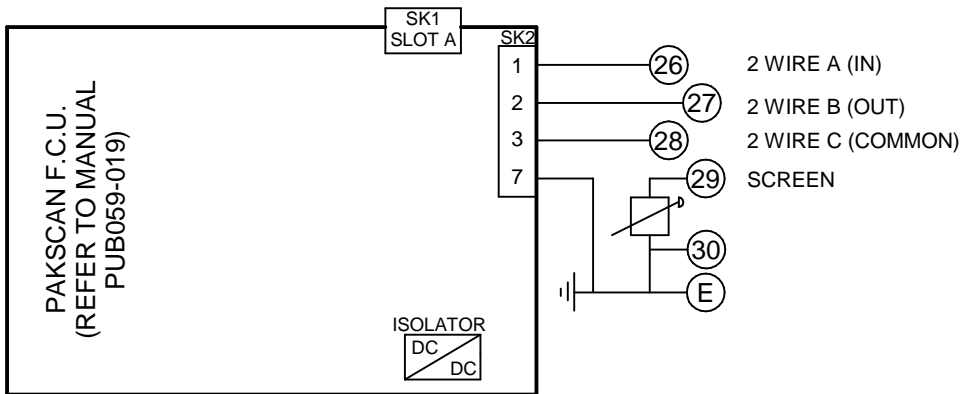 SK1
SLOT A
SK2
1
26
2 WIRE A (IN)
2
27
2 WIRE B (OUT)
3
28
2 WIRE C (COMMON)
7
29
SCREEN
30
E
PAKSCAN F.C.U.
(REFER TO MANUAL
PUB059-019)
ISOLATOR
DC
DC